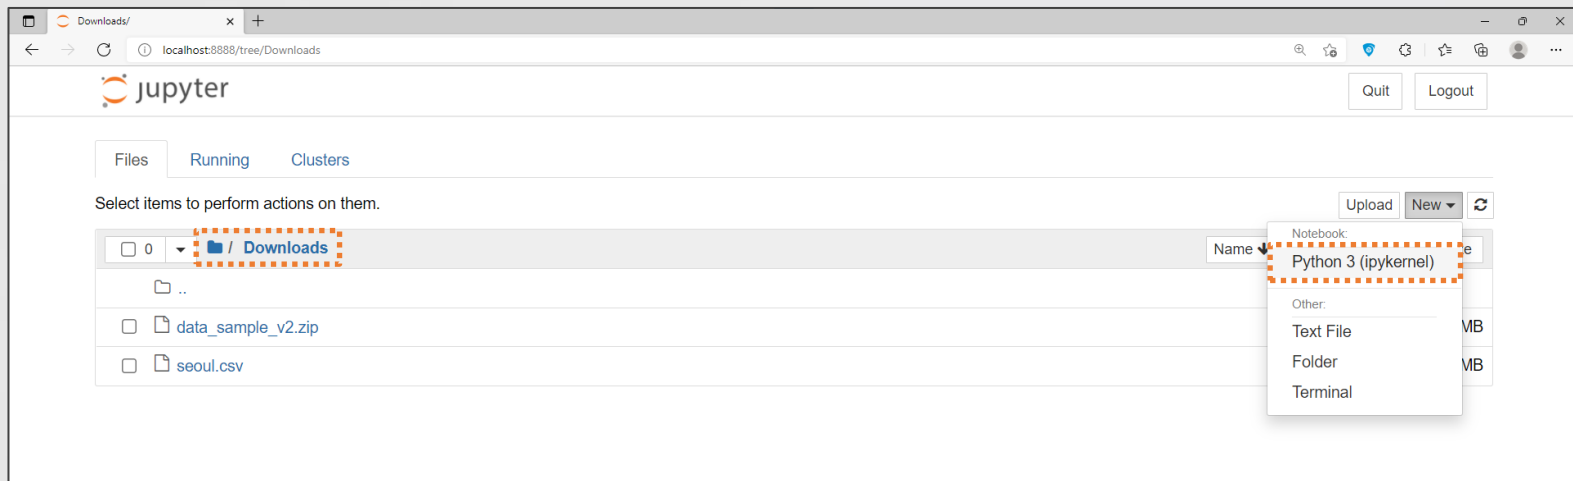 Downloads/
localhost:8888/tree/Downloads
jupyter
Quit Logout
Files Running Clusters
Select items to perform actions on them.
Upload New
0 / Downloads Name e
Notebook:
Python 3 (ipykernel)
..
Other:
data_sample_v2.zip MB
Text File
seoul.csv MB
Folder
Terminal